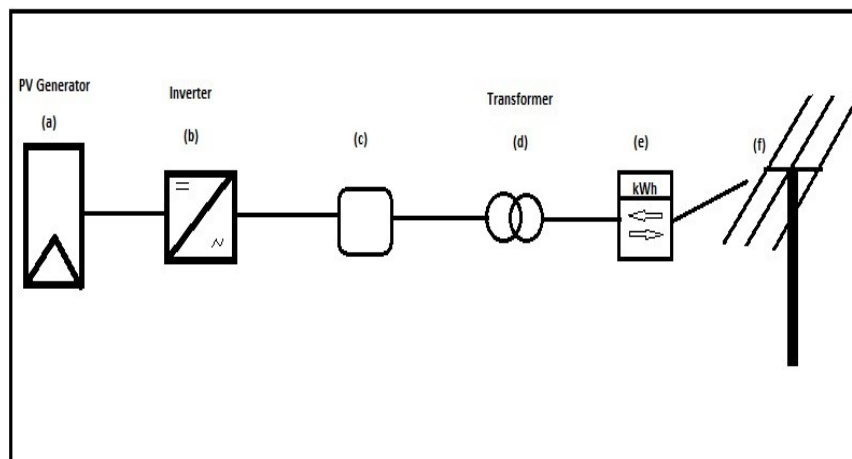 PV Generator
(a)
Inverter
(b)
(c)
Transformer
(d)
(e)
kWh
(f)